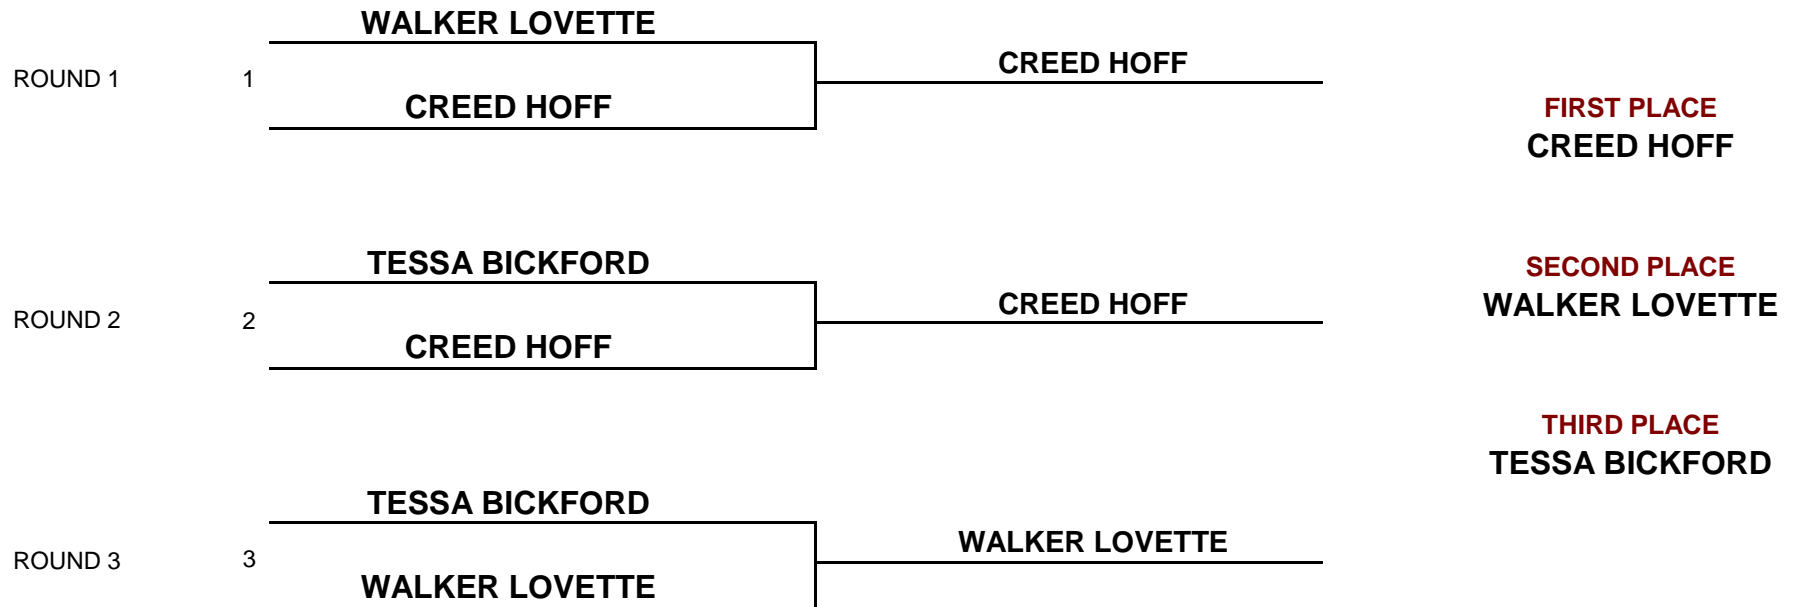 WALKER LOVETTE
CREED HOFF
ROUND 1 1
CREED HOFF
FIRST PLACE
CREED HOFF
TESSA BICKFORD
CREED HOFF
ROUND 2 2
CREED HOFF
SECOND PLACE
WALKER LOVETTE
THIRD PLACE
TESSA BICKFORD
TESSA BICKFORD
WALKER LOVETTE
ROUND 3 3
WALKER LOVETTE